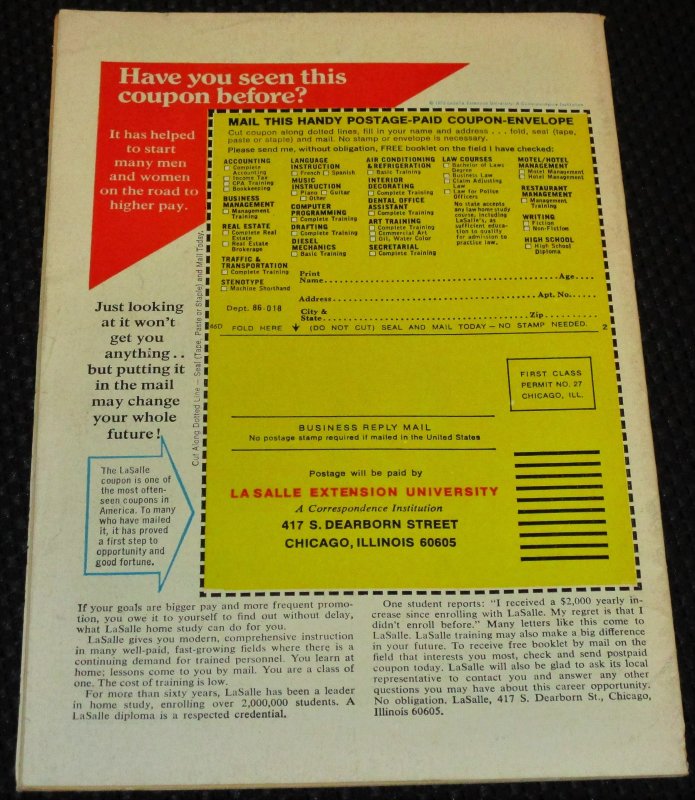 Have you seen this
coupon before?
It has helped
to start
many men
and women
on the road to
higher pay.
Just looking
at it won't
get you
anything..
but putting it
in the mail
may change
your whole
future!
The LaSalle
coupon is one of
the most often-
seen coupons in
America. To many
who have mailed
it, it has proved
a first step to
opportunity and
good fortune.
Cut Along Dotted Line — Seal (Tape, Paste or Staple) and Mail Today.
MAIL THIS HANDY POSTAGE-PAID COUPON-ENVELOPE
Cut coupon along dotted lines, fill in your name and address . . . fold, seal (tape,
paste or staple) and mail. No stamp or envelope is necessary.
Please send me, without obligation, FREE booklet on the field I have checked:
ACCOUNTING
Complete
Accounting
Income Tax
CPA Training
Bookkeeping
BUSINESS
MANAGEMENT
Management
Training
REAL ESTATE
Complete Real
Estate
Real Estate
Brokerage
TRAFFIC &
TRANSPORTATION
Complete Training
STENOTYPE
Machine Shorthand
LANGUAGE
INSTRUCTION
French Spanish
MUSIC
INSTRUCTION
Piano Guitar
Other
COMPUTER
PROGRAMMING
Complete Training
DRAFTING
Complete Training
DIESEL
MECHANICS
Basic Training
AIR CONDITIONING
& REFRIGERATION
Basic Training
INTERIOR
DECORATING
Complete Training
DENTAL OFFICE
ASSISTANT
Complete Training
ART TRAINING
Complete Training
Commercial Art
Oil, Water Color
SECRETARIAL
Complete Training
LAW COURSES
Bachelor of Laws
Degree
Business Law
Claim Adjusting
Law
Law for Police
Officers
No state accepts
any law home study
course, including
LaSalle's, as
sufficient educa-
tion to qualify
for admission to
practise law.
MOTEL/HOTEL
MANAGEMENT
Motel Management
Hotel Management
RESTAURANT
MANAGEMENT
Management
Training
WRITING
Fiction
Non-Fiction
HIGH SCHOOL
High School
Diploma
Print
Name Age
Address Apt. No.
Dept. 86-018 City &
State Zip
46D FOLD HERE (DO NOT CUT) SEAL AND MAIL TODAY — NO STAMP NEEDED. 2
FIRST CLASS
PERMIT NO. 27
CHICAGO, ILL.
BUSINESS REPLY MAIL
No postage stamp required if mailed in the United States
Postage will be paid by
LA SALLE EXTENSION UNIVERSITY
A Correspondence Institution
417 S. DEARBORN STREET
CHICAGO, ILLINOIS 60605
If your goals are bigger pay and more frequent promo-
tion, you owe it to yourself to find out without delay,
what LaSalle home study can do for you.
LaSalle gives you modern, comprehensive instruction
in many well-paid, fast-growing fields where there is a
continuing demand for trained personnel. You learn at
home; lessons come to you by mail. You are a class of
one. The cost of training is low.
For more than sixty years, LaSalle has been a leader
in home study, enrolling over 2,000,000 students. A
LaSalle diploma is a respected credential.
One student reports: "I received a $2,000 yearly in-
crease since enrolling with LaSalle. My regret is that I
didn't enroll before." Many letters like this come to
LaSalle. LaSalle training may also make a big difference
in your future. To receive free booklet by mail on the
field that interests you most, check and send postpaid
coupon today. LaSalle will also be glad to ask its local
representative to contact you and answer any other
questions you may have about this career opportunity.
No obligation. LaSalle, 417 S. Dearborn St., Chicago,
Illinois 60605.